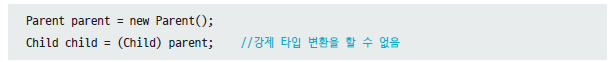 Parent parent = new Parent();
Child child = (Child) parent;    //강제 타입 변환을 할 수 없음